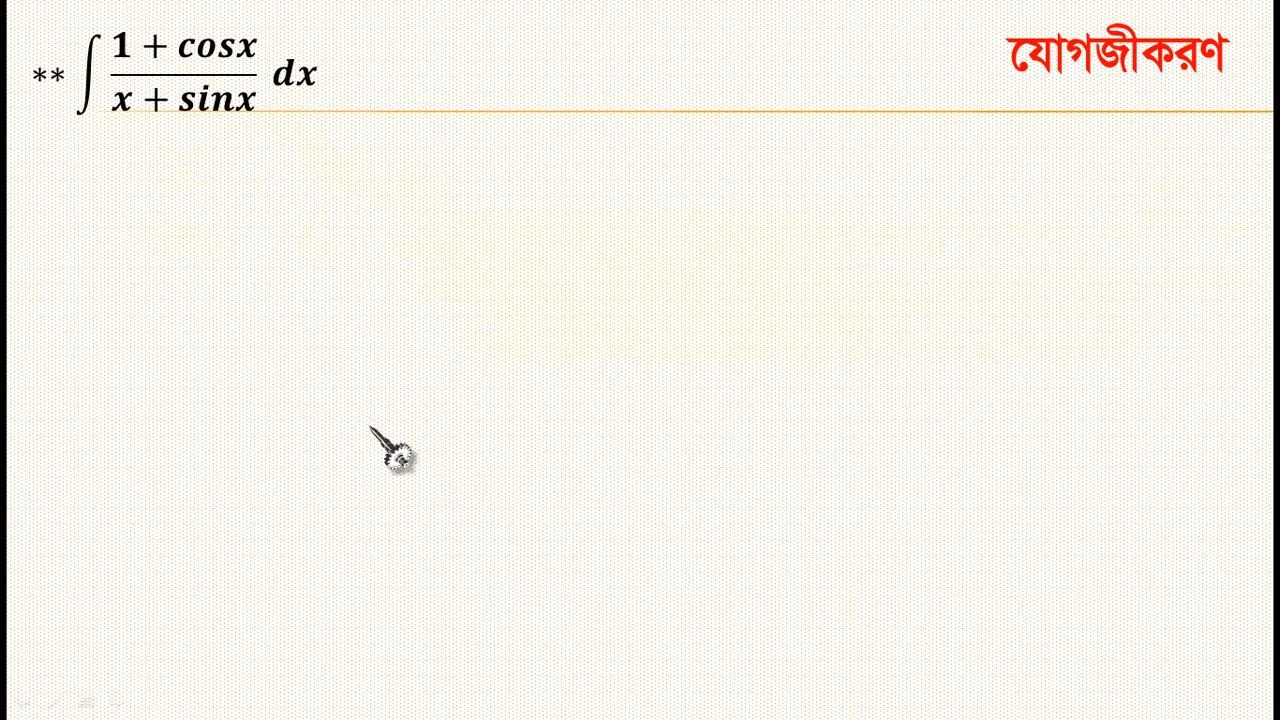 ** ∫ (1 + cosx)/(x + sinx) dx
যোগজীকরণ